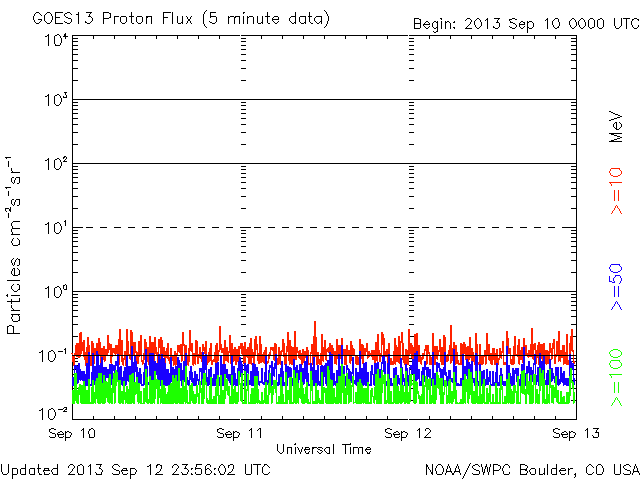 GOES13 Proton Flux (5 minute data)
Begin: 2013 Sep 10 0000 UTC
Particles cm⁻²s⁻¹sr⁻¹
10⁴
10³
10²
10¹
10⁰
10⁻¹
10⁻²
Sep 10
Sep 11
Sep 12
Sep 13
Universal Time
MeV
>=10
>=50
>=100
Updated 2013 Sep 12 23:56:02 UTC
NOAA/SWPC Boulder, CO USA